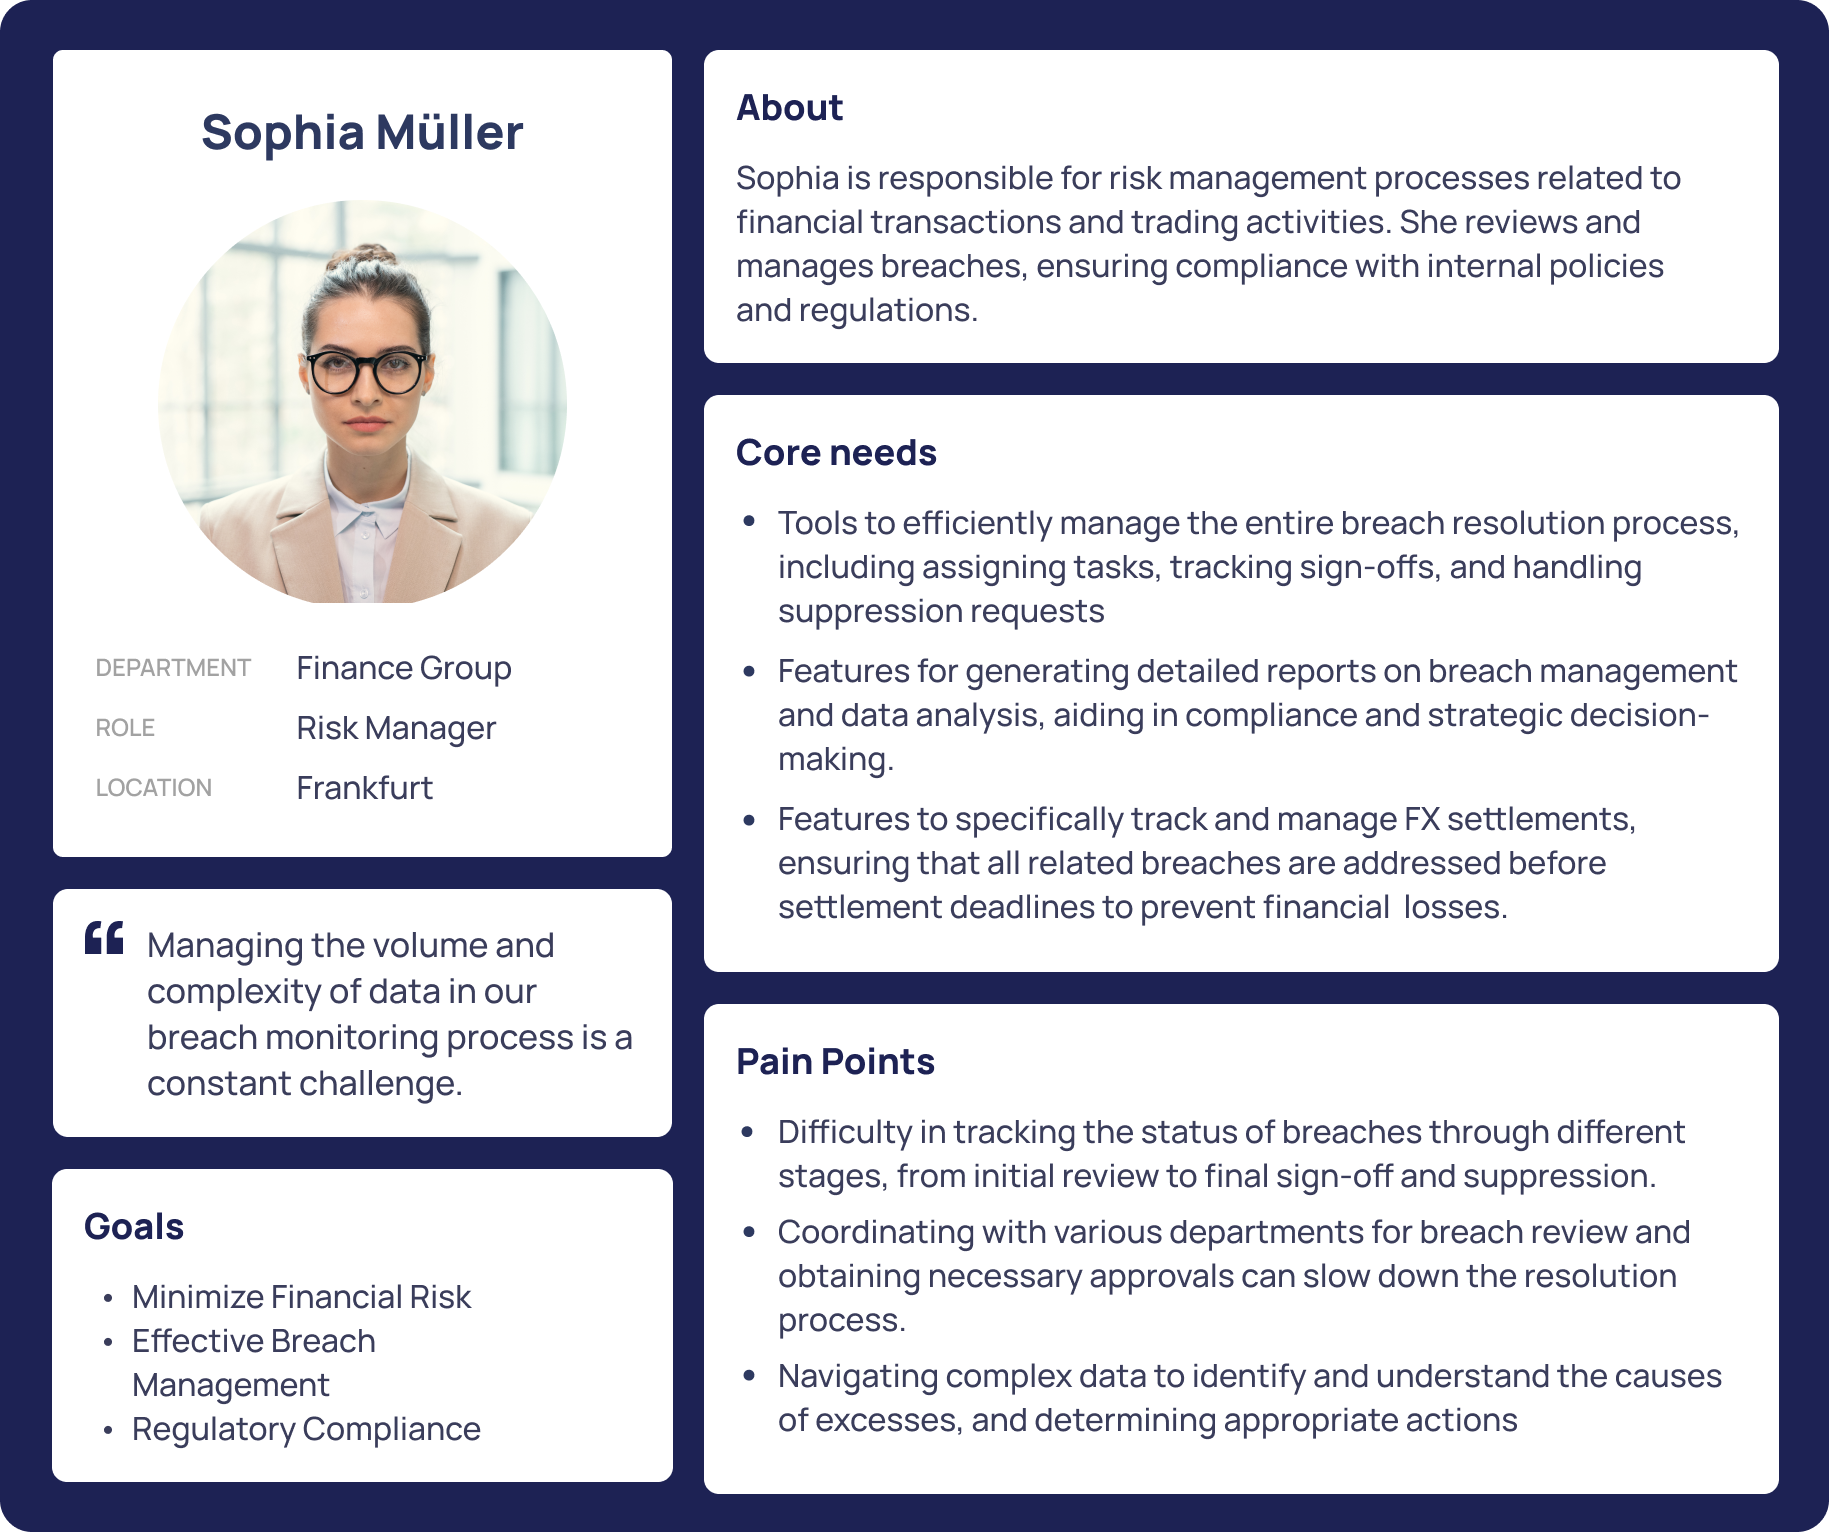 Sophia Müller
DEPARTMENT Finance Group
ROLE Risk Manager
LOCATION Frankfurt
“ Managing the volume and
complexity of data in our
breach monitoring process is a
constant challenge.
Goals
• Minimize Financial Risk
• Effective Breach
Management
• Regulatory Compliance
About
Sophia is responsible for risk management processes related to
financial transactions and trading activities. She reviews and
manages breaches, ensuring compliance with internal policies
and regulations.
Core needs
• Tools to efficiently manage the entire breach resolution process,
including assigning tasks, tracking sign-offs, and handling
suppression requests
• Features for generating detailed reports on breach management
and data analysis, aiding in compliance and strategic decision-
making.
• Features to specifically track and manage FX settlements,
ensuring that all related breaches are addressed before
settlement deadlines to prevent financial  losses.
Pain Points
• Difficulty in tracking the status of breaches through different
stages, from initial review to final sign-off and suppression.
• Coordinating with various departments for breach review and
obtaining necessary approvals can slow down the resolution
process.
• Navigating complex data to identify and understand the causes
of excesses, and determining appropriate actions